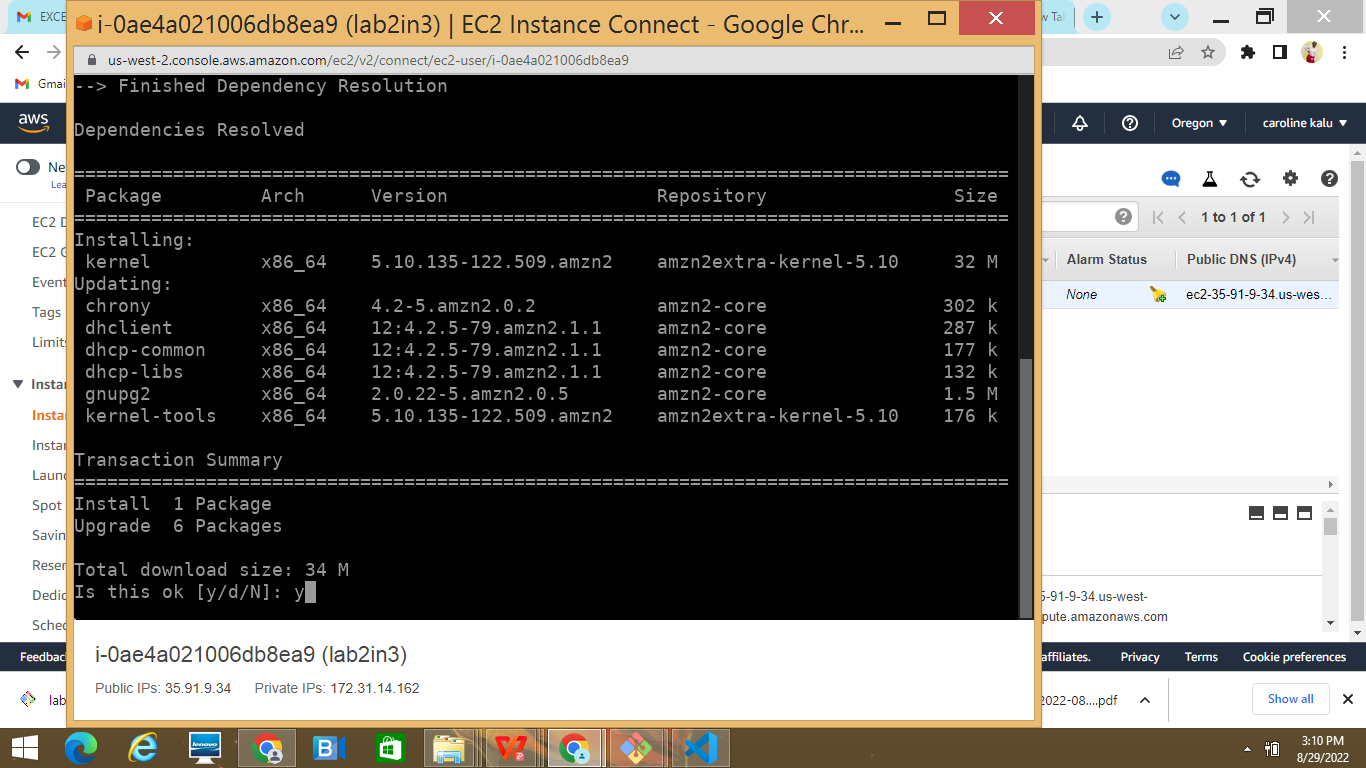 EXCE
i-0ae4a021006db8ea9 (lab2in3) | EC2 Instance Connect - Google Chr...
us-west-2.console.aws.amazon.com/ec2/v2/connect/ec2-user/i-0ae4a021006db8ea9
Gmai
aws
Oregon
caroline kalu
--> Finished Dependency Resolution
Dependencies Resolved
================================================================================
Package Arch Version Repository Size
================================================================================
Installing:
kernel x86_64 5.10.135-122.509.amzn2 amzn2extra-kernel-5.10 32 M
Updating:
chrony x86_64 4.2-5.amzn2.0.2 amzn2-core 302 k
dhclient x86_64 12:4.2.5-79.amzn2.1.1 amzn2-core 287 k
dhcp-common x86_64 12:4.2.5-79.amzn2.1.1 amzn2-core 177 k
dhcp-libs x86_64 12:4.2.5-79.amzn2.1.1 amzn2-core 132 k
gnupg2 x86_64 2.0.22-5.amzn2.0.5 amzn2-core 1.5 M
kernel-tools x86_64 5.10.135-122.509.amzn2 amzn2extra-kernel-5.10 176 k
Transaction Summary
================================================================================
Install 1 Package
Upgrade 6 Packages
Total download size: 34 M
Is this ok [y/d/N]: y
i-0ae4a021006db8ea9 (lab2in3)
Public IPs: 35.91.9.34 Private IPs: 172.31.14.162
Ne
Lea
EC2 D
EC2 G
Event
Tags
Limits
Instan
Instan
Instan
Laun
Spot
Savin
Reser
Dedic
Sched
1 to 1 of 1
Alarm Status Public DNS (IPv4)
None ec2-35-91-9-34.us-wes...
5-91-9-34.us-west-
pute.amazonaws.com
Feedbac
affiliates. Privacy Terms Cookie preferences
lab
2022-08....pdf
Show all
lenovo
3:10 PM
8/29/2022